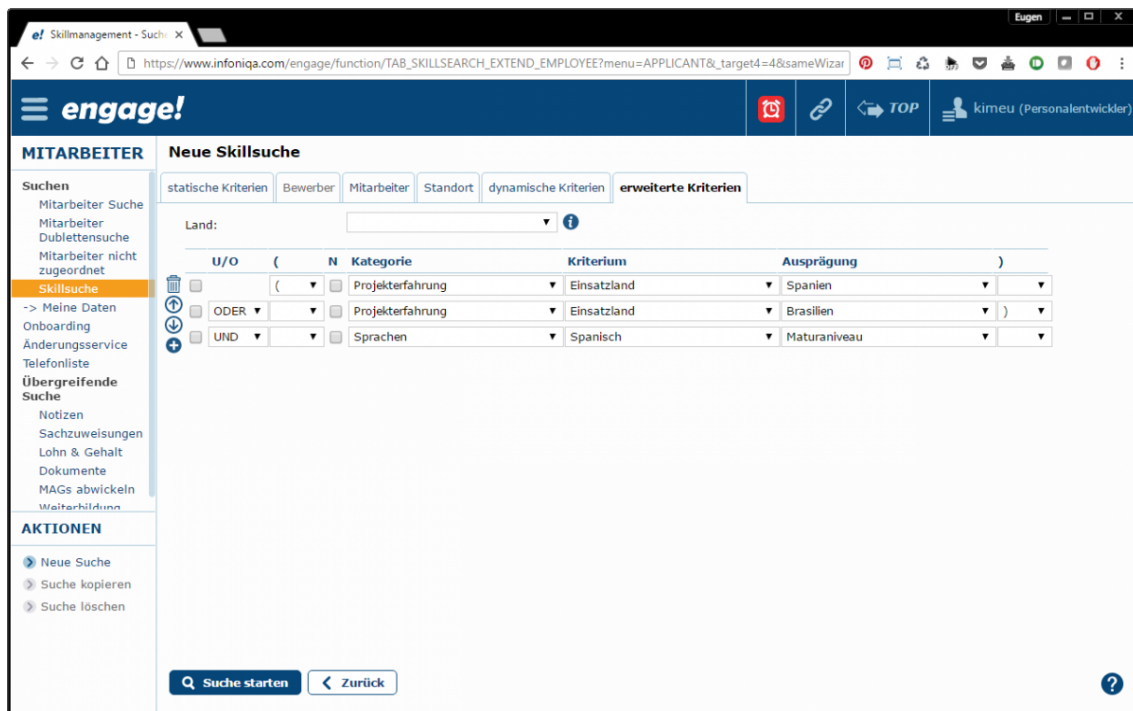 Eugen
e! Skillmanagement - Such
https://www.infoniqa.com/engage/function/TAB_SKILLSEARCH_EXTEND_EMPLOYEE?menu=APPLICANT&_target4=4&sameWizar
engage!
TOP
kimeu (Personalentwickler)
MITARBEITER
Suchen
Mitarbeiter Suche
Mitarbeiter
Dublettensuche
Mitarbeiter nicht
zugeordnet
Skillsuche
-> Meine Daten
Onboarding
Änderungsservice
Telefonliste
Übergreifende
Suche
Notizen
Sachzuweisungen
Lohn & Gehalt
Dokumente
MAGs abwickeln
Weiterbildung
AKTIONEN
Neue Suche
Suche kopieren
Suche löschen
Neue Skillsuche
statische Kriterien Bewerber Mitarbeiter Standort dynamische Kriterien erweiterte Kriterien
Land:
U/O ( N Kategorie Kriterium Ausprägung )
( Projekterfahrung Einsatzland Spanien
ODER Projekterfahrung Einsatzland Brasilien )
UND Sprachen Spanisch Maturaniveau
Suche starten Zurück
?